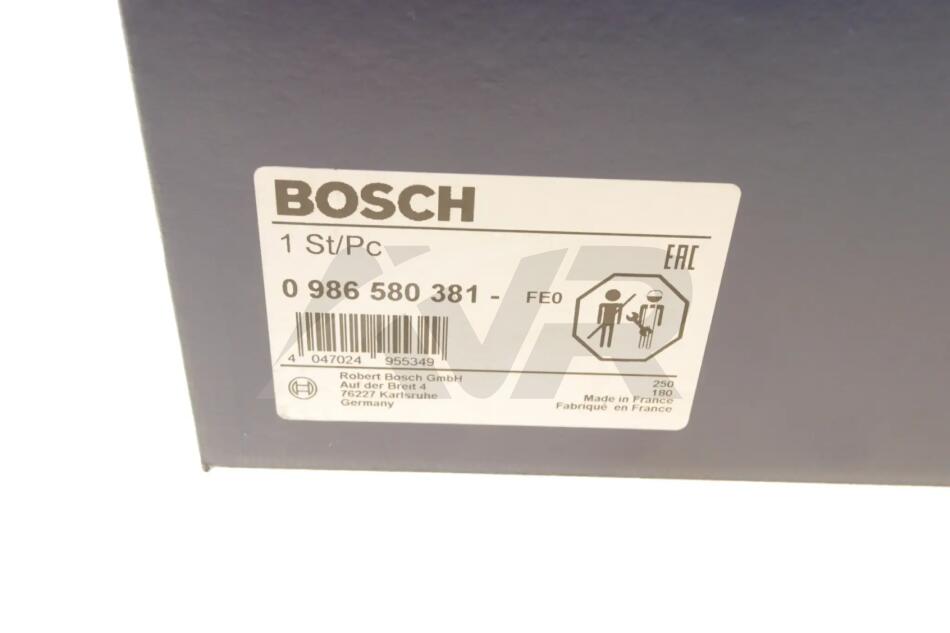 BOSCH
1 St/Pc
EAC
0 986 580 381 - FE0
4 047024 955349
Robert Bosch GmbH
Auf der Breit 4
76227 Karlsruhe
Germany
250
180
Made in France
Fabriqué en France
AVR